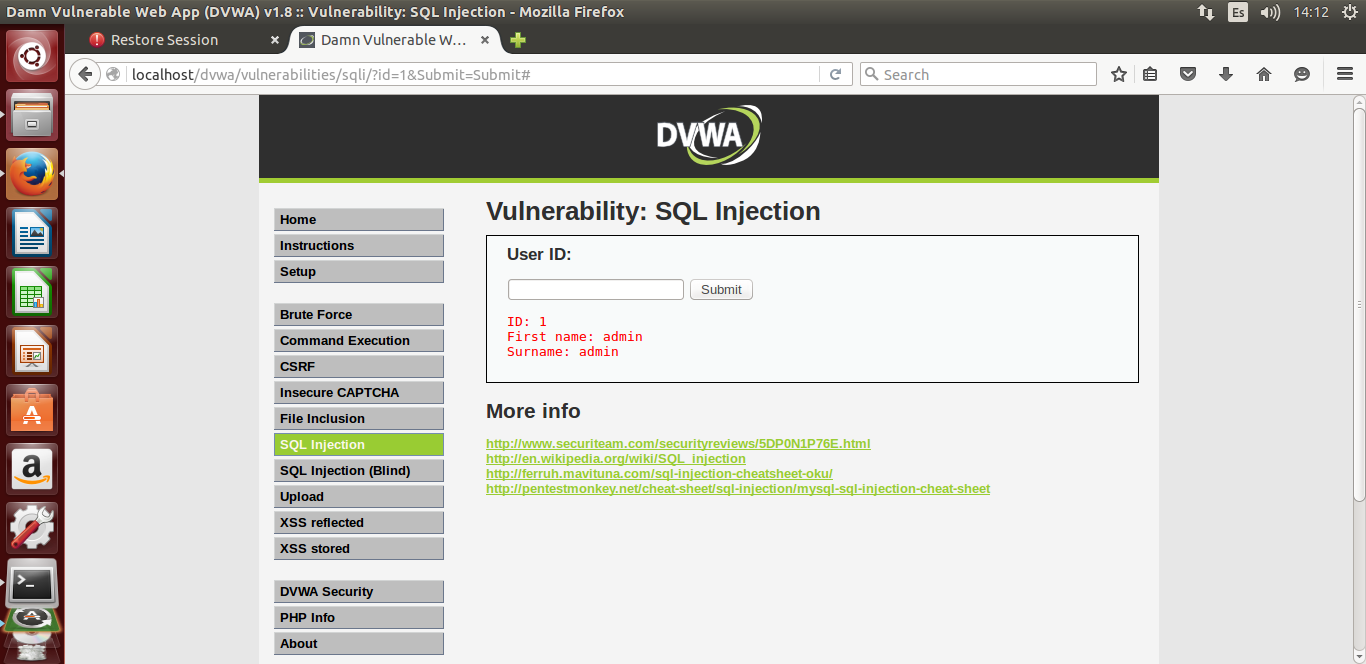 Damn Vulnerable Web App (DVWA) v1.8 :: Vulnerability: SQL Injection - Mozilla Firefox
Es
14:12
Restore Session
Damn Vulnerable W...
localhost/dvwa/vulnerabilities/sqli/?id=1&Submit=Submit#
Search
DVWA
Home
Instructions
Setup
Brute Force
Command Execution
CSRF
Insecure CAPTCHA
File Inclusion
SQL Injection
SQL Injection (Blind)
Upload
XSS reflected
XSS stored
DVWA Security
PHP Info
About
Vulnerability: SQL Injection
User ID:
Submit
ID: 1
First name: admin
Surname: admin
More info
http://www.securiteam.com/securityreviews/5DP0N1P76E.html
http://en.wikipedia.org/wiki/SQL_injection
http://ferruh.mavituna.com/sql-injection-cheatsheet-oku/
http://pentestmonkey.net/cheat-sheet/sql-injection/mysql-sql-injection-cheat-sheet